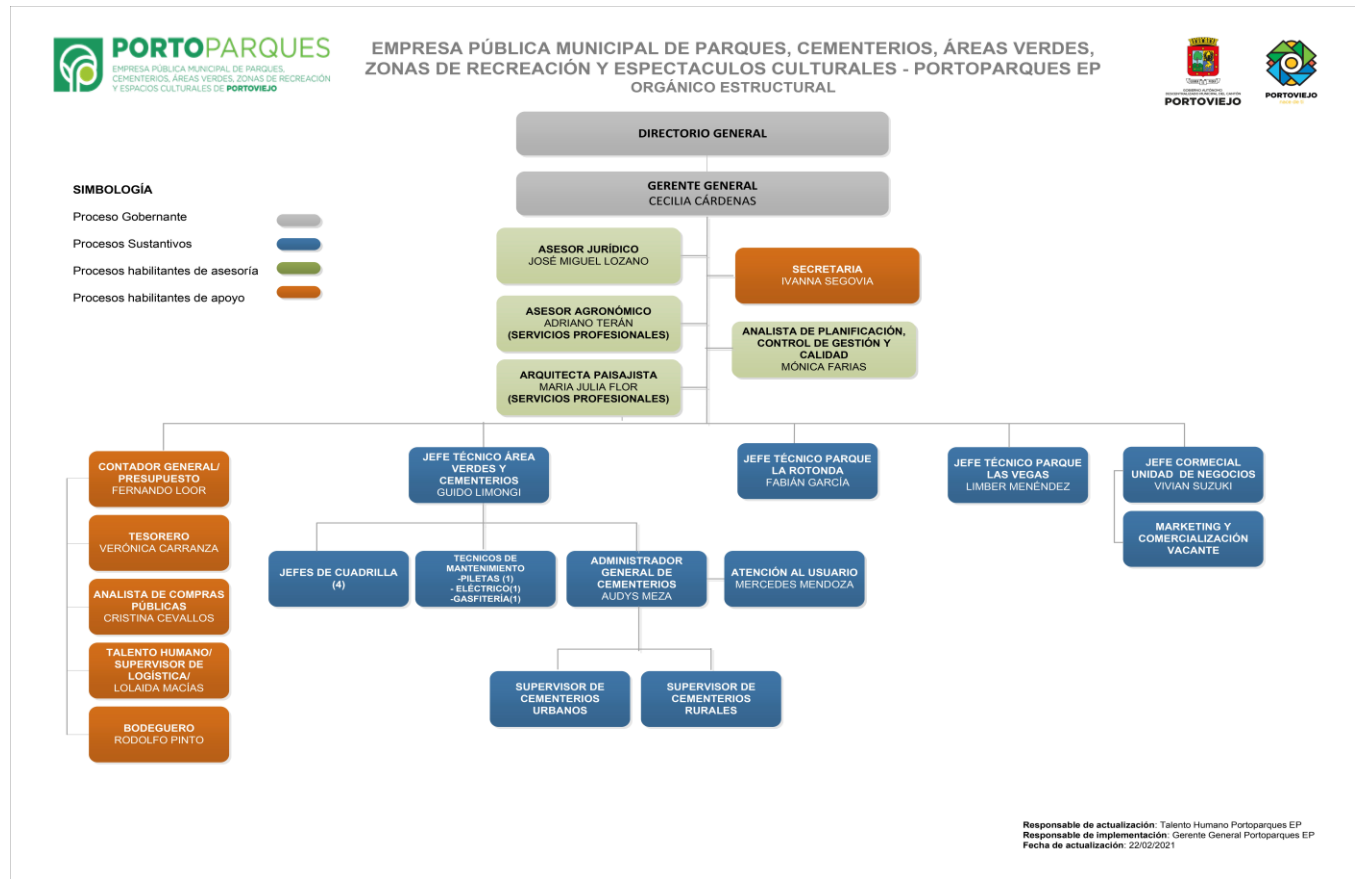 PORTOPARQUES
EMPRESA PÚBLICA MUNICIPAL DE PARQUES,
CEMENTERIOS, ÁREAS VERDES, ZONAS DE RECREACIÓN
Y ESPACIOS CULTURALES DE PORTOVIEJO
EMPRESA PÚBLICA MUNICIPAL DE PARQUES, CEMENTERIOS, ÁREAS VERDES,
ZONAS DE RECREACIÓN Y ESPECTACULOS CULTURALES - PORTOPARQUES EP
ORGÁNICO ESTRUCTURAL
PORTOVIEJO
PORTOVIEJO
DIRECTORIO GENERAL
GERENTE GENERAL
CECILIA CÁRDENAS
SIMBOLOGÍA
Proceso Gobernante
Procesos Sustantivos
Procesos habilitantes de asesoría
Procesos habilitantes de apoyo
ASESOR JURÍDICO
JOSÉ MIGUEL LOZANO
SECRETARIA
IVANNA SEGOVIA
ASESOR AGRONÓMICO
ADRIANO TERÁN
(SERVICIOS PROFESIONALES)
ANALISTA DE PLANIFICACIÓN,
CONTROL DE GESTIÓN Y
CALIDAD
MÓNICA FARIAS
ARQUITECTA PAISAJISTA
MARIA JULIA FLOR
(SERVICIOS PROFESIONALES)
CONTADOR GENERAL/
PRESUPUESTO
FERNANDO LOOR
JEFE TÉCNICO ÁREA
VERDES Y
CEMENTERIOS
GUIDO LIMONGI
JEFE TÉCNICO PARQUE
LA ROTONDA
FABIÁN GARCÍA
JEFE TÉCNICO PARQUE
LAS VEGAS
LIMBER MENÉNDEZ
JEFE CORMECIAL
UNIDAD DE NEGOCIOS
VIVIAN SUZUKI
TESORERO
VERÓNICA CARRANZA
MARKETING Y
COMERCIALIZACIÓN
VACANTE
JEFES DE CUADRILLA
(4)
TECNICOS DE
MANTENIMIENTO
-PILETAS (1)
- ELÉCTRICO(1)
-GASFITERÍA(1)
ADMINISTRADOR
GENERAL DE
CEMENTERIOS
AUDYS MEZA
ATENCIÓN AL USUARIO
MERCEDES MENDOZA
ANALISTA DE COMPRAS
PÚBLICAS
CRISTINA CEVALLOS
TALENTO HUMANO/
SUPERVISOR DE
LOGÍSTICA/
LOLAIDA MACÍAS
SUPERVISOR DE
CEMENTERIOS
URBANOS
SUPERVISOR DE
CEMENTERIOS
RURALES
BODEGUERO
RODOLFO PINTO
Responsable de actualización: Talento Humano Portoparques EP
Responsable de implementación: Gerente General Portoparques EP
Fecha de actualización: 22/02/2021